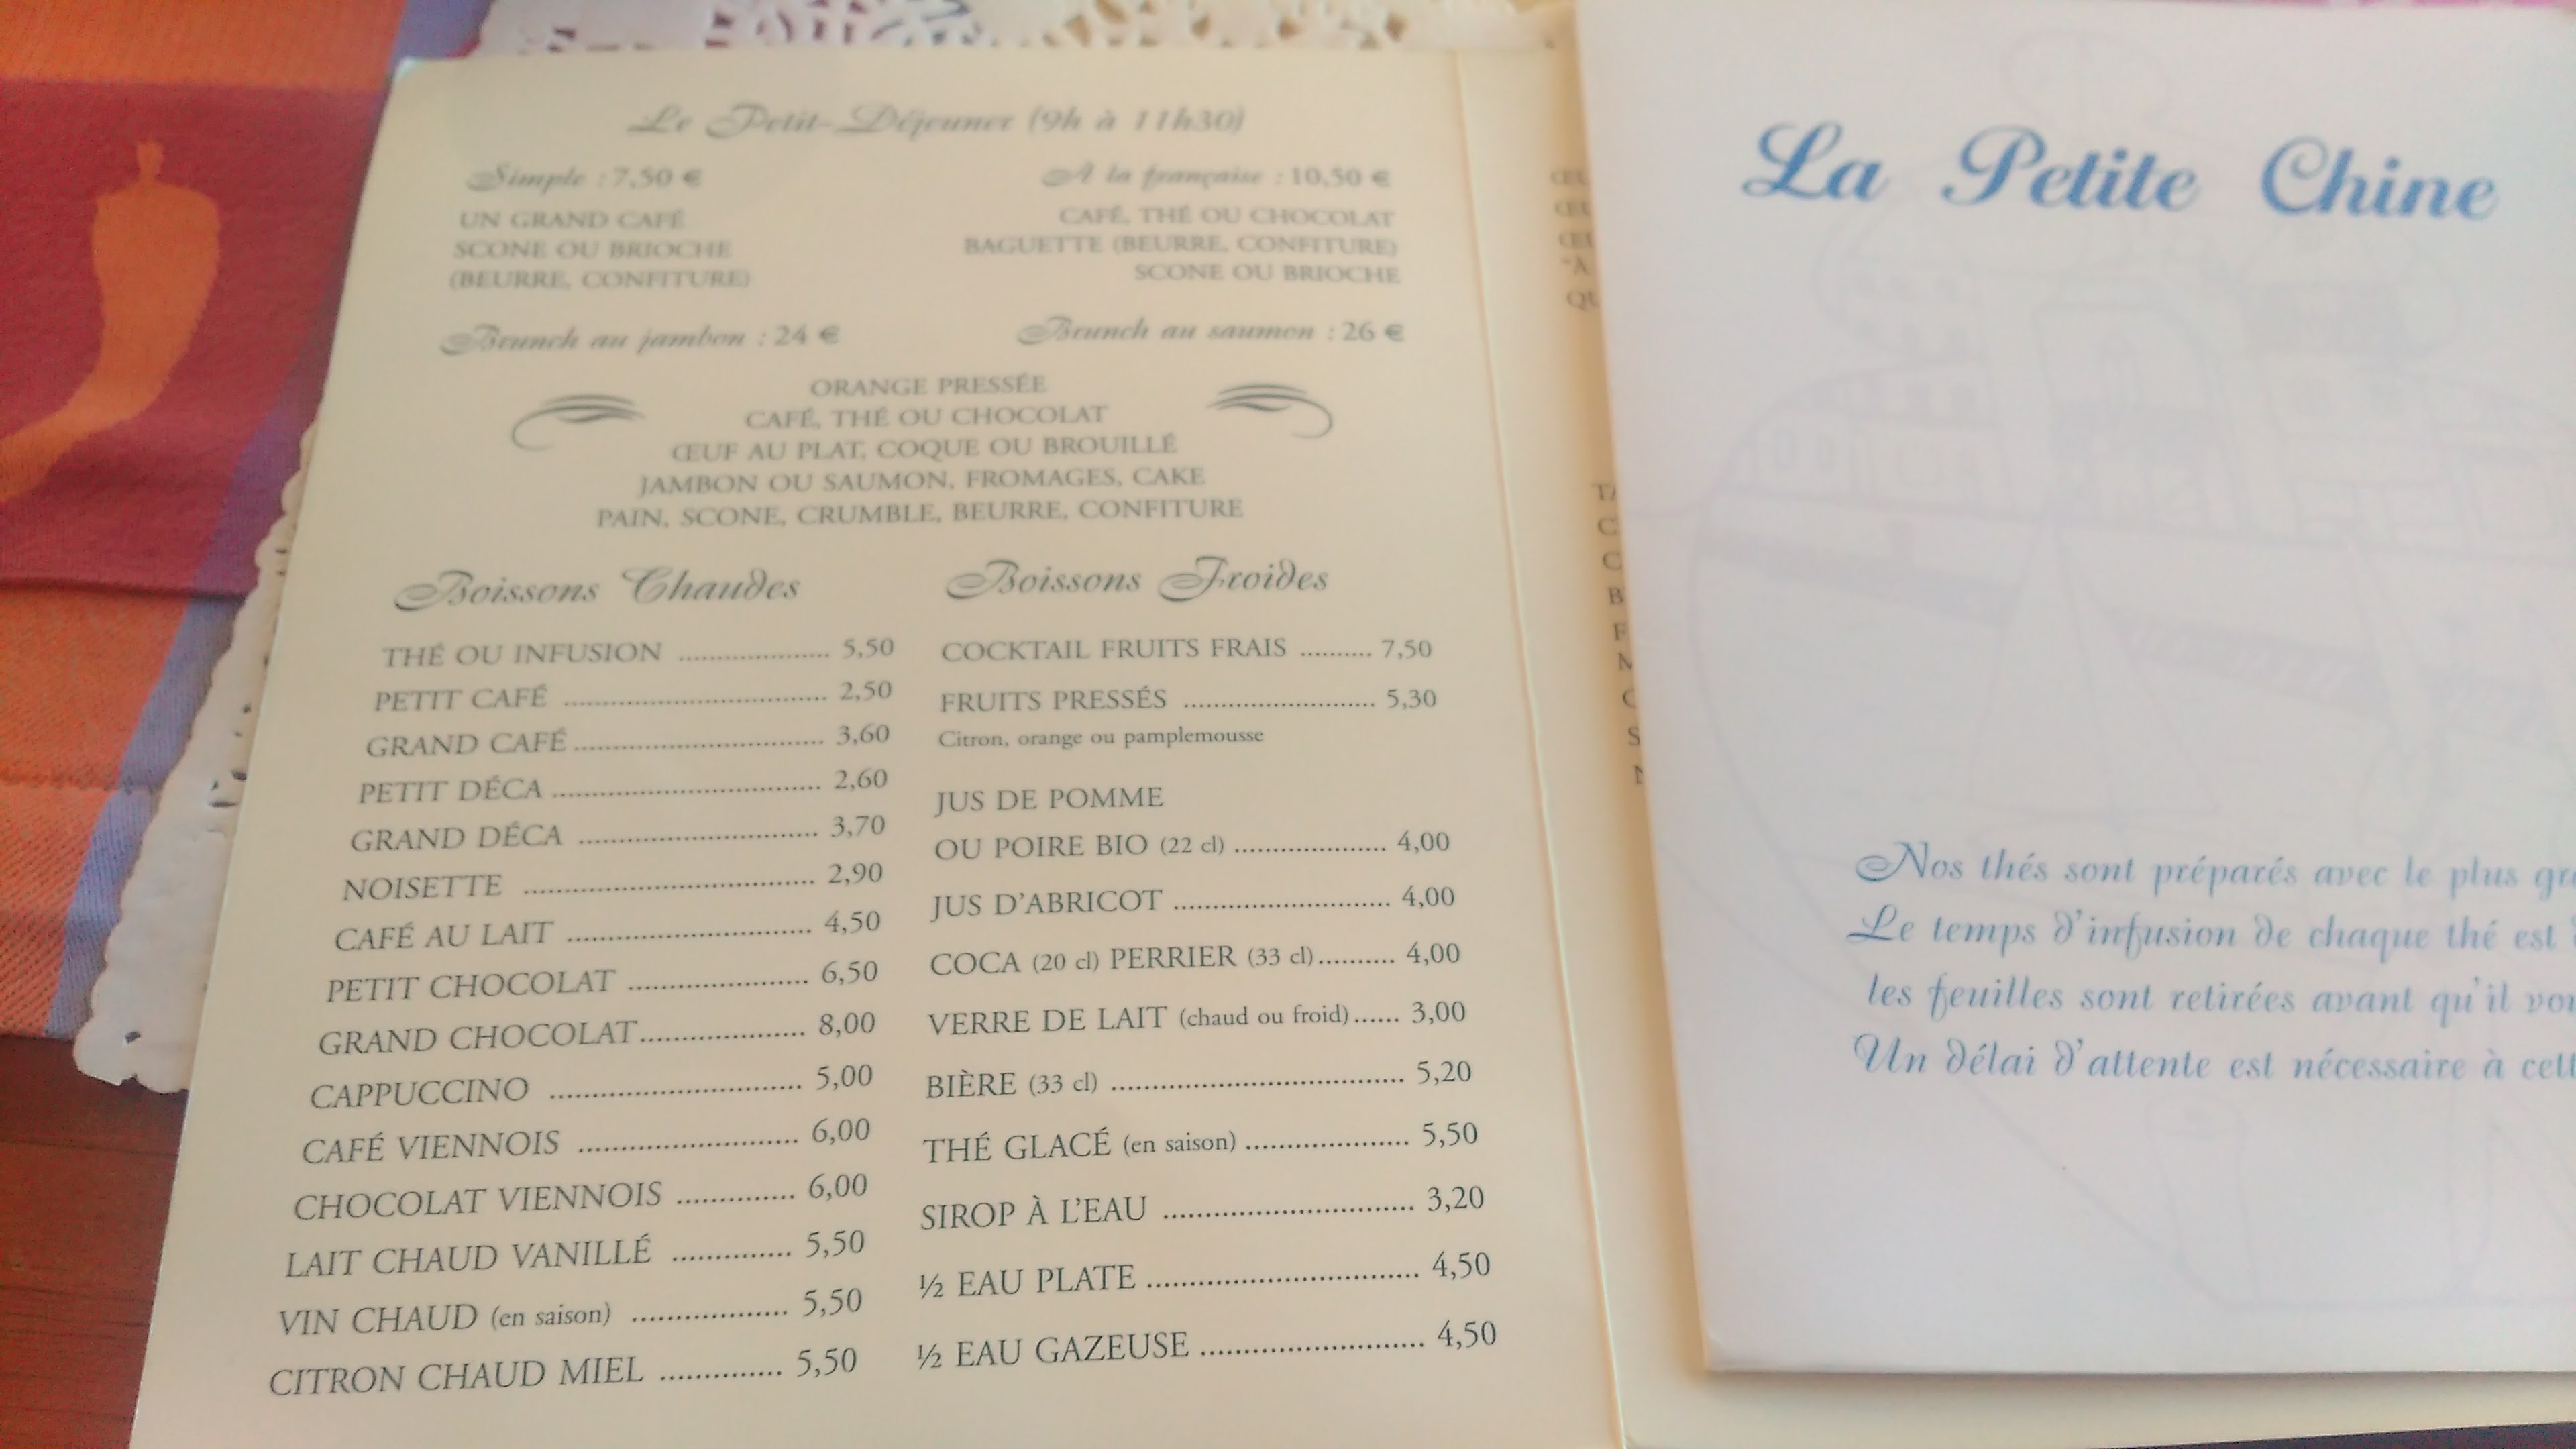 Le Petit-Déjeuner (9h à 11h30)
Simple : 7,50 €
UN GRAND CAFÉ
SCONE OU BRIOCHE
(BEURRE, CONFITURE)
A la française : 10,50 €
CAFÉ, THÉ OU CHOCOLAT
BAGUETTE (BEURRE, CONFITURE)
SCONE OU BRIOCHE
Brunch au jambon : 24 €
Brunch au saumon : 26 €
ORANGE PRESSÉE
CAFÉ, THÉ OU CHOCOLAT
ŒUF AU PLAT, COQUE OU BROUILLÉ
JAMBON OU SAUMON, FROMAGES, CAKE
PAIN, SCONE, CRUMBLE, BEURRE, CONFITURE
Boissons Chaudes
THÉ OU INFUSION .................... 5,50
PETIT CAFÉ .................................. 2,50
GRAND CAFÉ ................................ 3,60
PETIT DÉCA ................................... 2,60
GRAND DÉCA ............................... 3,70
NOISETTE ..................................... 2,90
CAFÉ AU LAIT ............................... 4,50
PETIT CHOCOLAT ...................... 6,50
GRAND CHOCOLAT .................... 8,00
CAPPUCCINO .............................. 5,00
CAFÉ VIENNOIS .......................... 6,00
CHOCOLAT VIENNOIS .............. 6,00
LAIT CHAUD VANILLÉ .............. 5,50
VIN CHAUD (en saison) .................. 5,50
CITRON CHAUD MIEL .............. 5,50
Boissons Froides
COCKTAIL FRUITS FRAIS .......... 7,50
FRUITS PRESSÉS .......................... 5,30
Citron, orange ou pamplemousse
JUS DE POMME
OU POIRE BIO (22 cl) .................... 4,00
JUS D'ABRICOT ............................ 4,00
COCA (20 cl) PERRIER (33 cl) .......... 4,00
VERRE DE LAIT (chaud ou froid) ...... 3,00
BIÈRE (33 cl) .................................... 5,20
THÉ GLACÉ (en saison) .................... 5,50
SIROP À L'EAU .............................. 3,20
½ EAU PLATE ................................ 4,50
½ EAU GAZEUSE .......................... 4,50
La Petite Chine
Nos thés sont préparés avec le plus
Le temps d'infusion de chaque thé est
les feuilles sont retirées avant qu'il
Un délai d'attente est nécessaire à